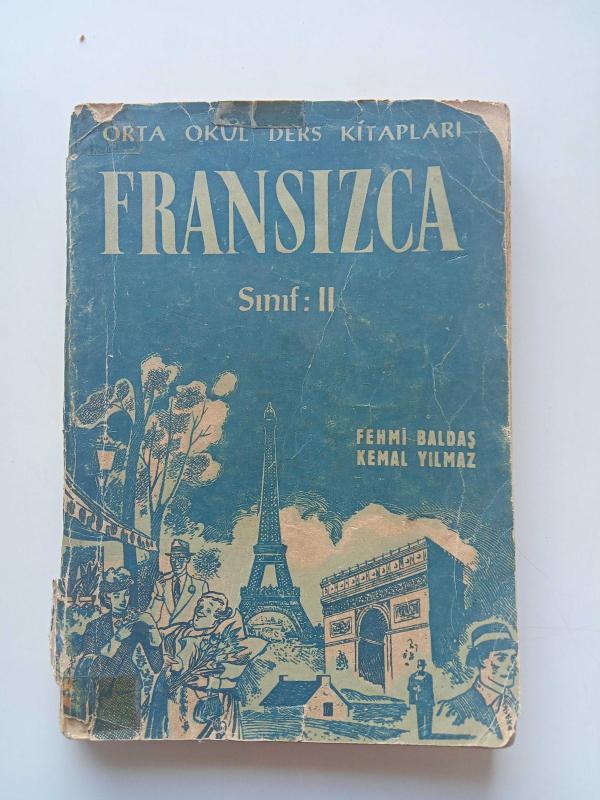 ORTA OKUL DERS KİTAPLARI
FRANSIZCA
Sınıf: II
FEHMİ BALDAŞ
KEMAL YILMAZ